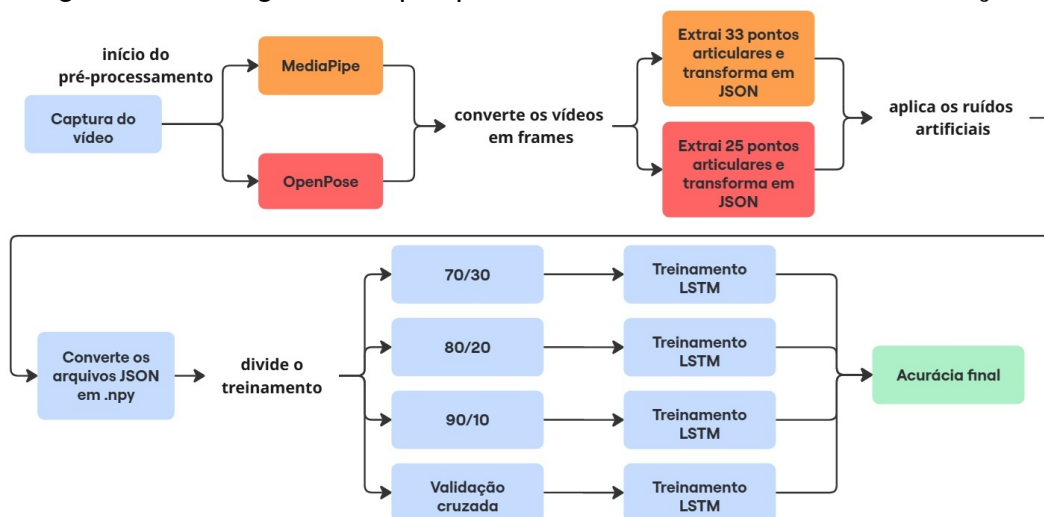 início do
pré-processamento
Captura do
vídeo
MediaPipe
OpenPose
converte os vídeos
em frames
Extrai 33 pontos
articulares e
transforma em
JSON
Extrai 25 pontos
articulares e
transforma em
JSON
aplica os ruídos
artificiais
Converte os
arquivos JSON
em .npy
divide o
treinamento
70/30
Treinamento
LSTM
80/20
Treinamento
LSTM
90/10
Treinamento
LSTM
Validação
cruzada
Treinamento
LSTM
Acurácia final